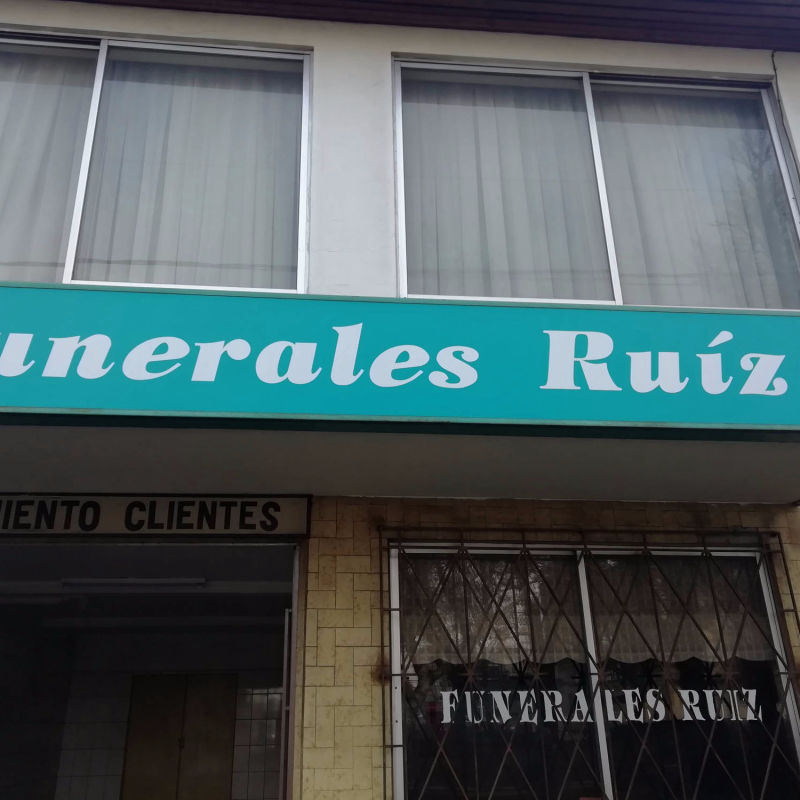 unerales Ruíz
IENTO CLIENTES
FUNERALES RUIZ